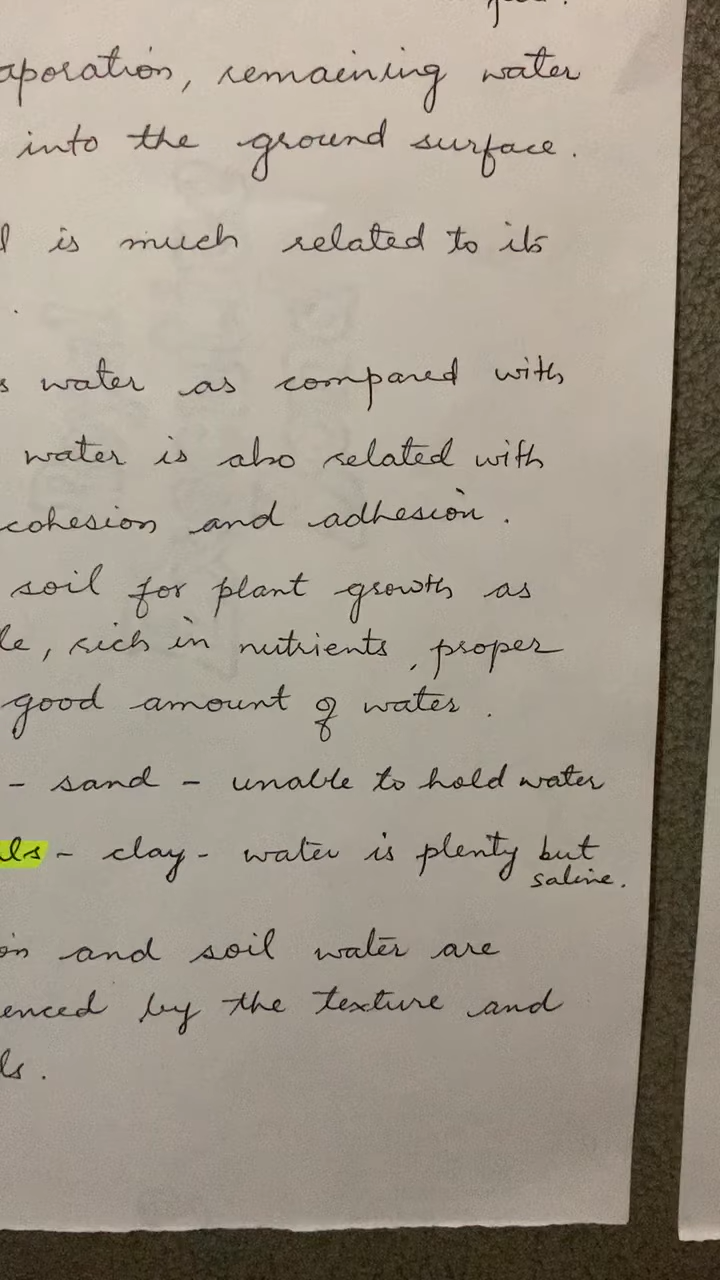 aporation, remaining water
into the ground surface.
l is much related to its
.
s water as compared with
water is also related with
cohesion and adhesion.
soil for plant growth as
le, rich in nutrients, proper
good amount of water.
- sand - unable to hold water
ls - clay - water is plenty but
saline.
on and soil water are
enced by the texture and
ls.